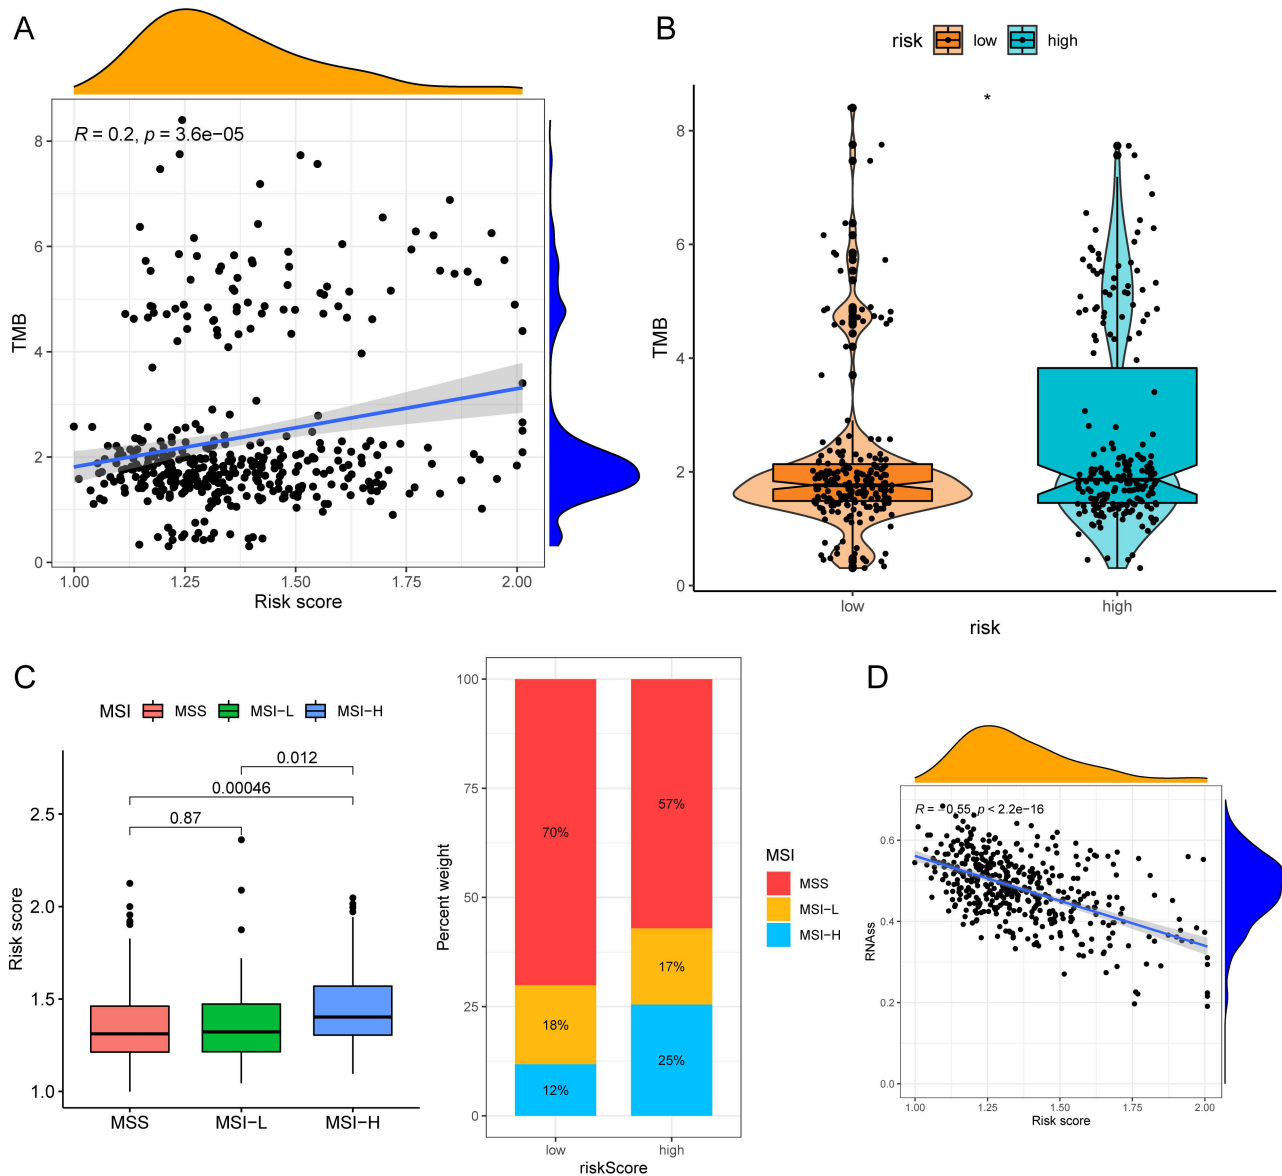 A
R = 0.2, p = 3.6e−05
8
6
4
2
0
TMB
1.00
1.25
1.50
1.75
2.00
Risk score
B
risk low high
*
8
6
4
2
0
TMB
low
high
risk
C
MSI MSS MSI−L MSI−H
0.012
0.00046
0.87
2.5
2.0
1.5
1.0
Risk score
MSS
MSI−L
MSI−H
100
75
50
25
0
Percent weight
70%
18%
12%
57%
17%
25%
low
high
riskScore
MSI
MSS
MSI−L
MSI−H
D
R = −0.55, p < 2.2e−16
0.6
0.4
0.2
0.0
RNAss
1.00
1.25
1.50
1.75
2.00
Risk score